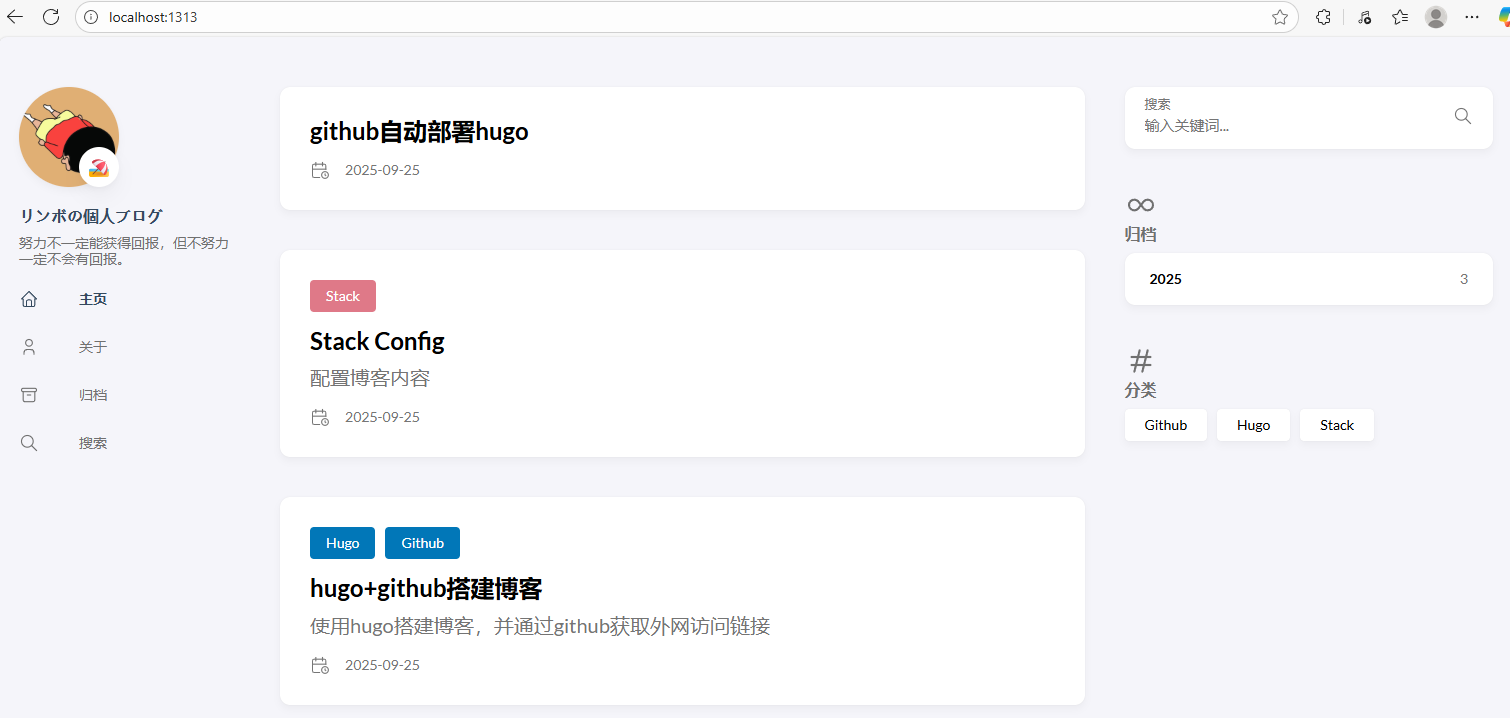 localhost:1313
リンボの個人ブログ
努力不一定能获得回报，但不努力
一定不会有回报。
主页
关于
归档
搜索
github自动部署hugo
2025-09-25
Stack
Stack Config
配置博客内容
2025-09-25
Hugo Github
hugo+github搭建博客
使用hugo搭建博客，并通过github获取外网访问链接
2025-09-25
搜索
输入关键词...
归档
2025 3
分类
Github Hugo Stack